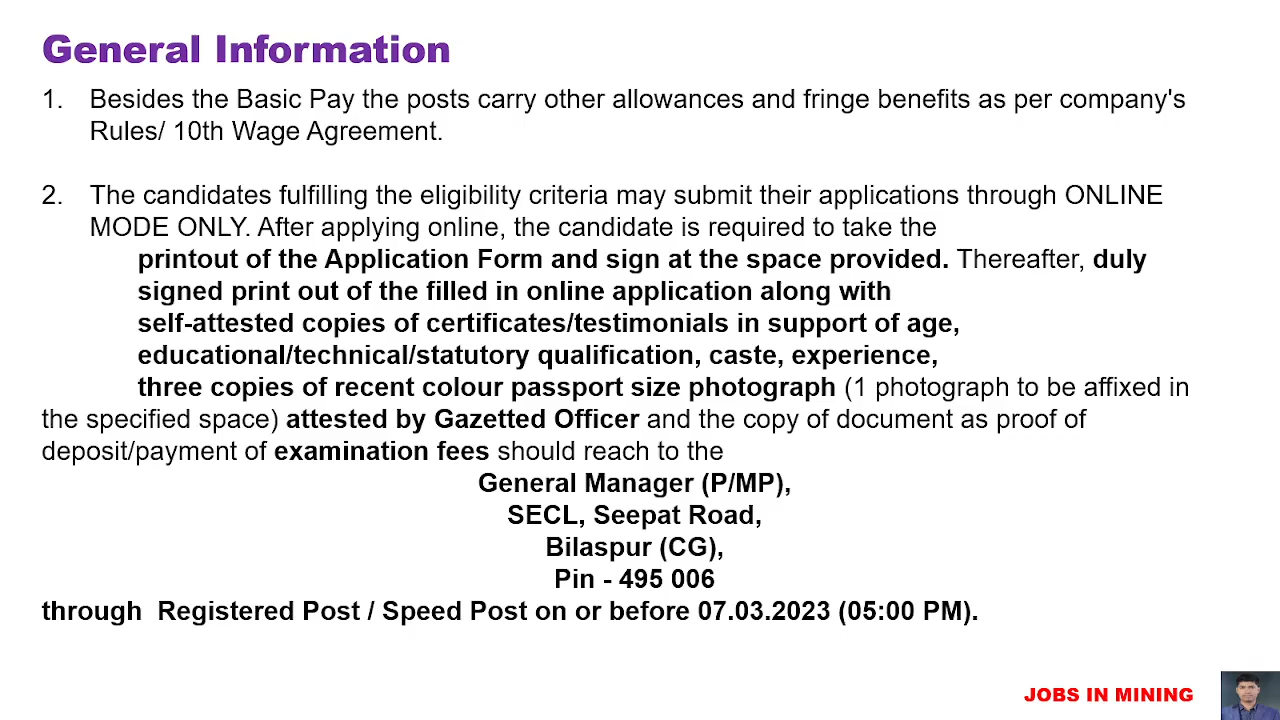 General Information
1. Besides the Basic Pay the posts carry other allowances and fringe benefits as per company's
Rules/ 10th Wage Agreement.
2. The candidates fulfilling the eligibility criteria may submit their applications through ONLINE
MODE ONLY. After applying online, the candidate is required to take the
printout of the Application Form and sign at the space provided. Thereafter, duly
signed print out of the filled in online application along with
self-attested copies of certificates/testimonials in support of age,
educational/technical/statutory qualification, caste, experience,
three copies of recent colour passport size photograph (1 photograph to be affixed in
the specified space) attested by Gazetted Officer and the copy of document as proof of
deposit/payment of examination fees should reach to the
General Manager (P/MP),
SECL, Seepat Road,
Bilaspur (CG),
Pin - 495 006
through  Registered Post / Speed Post on or before 07.03.2023 (05:00 PM).
JOBS IN MINING